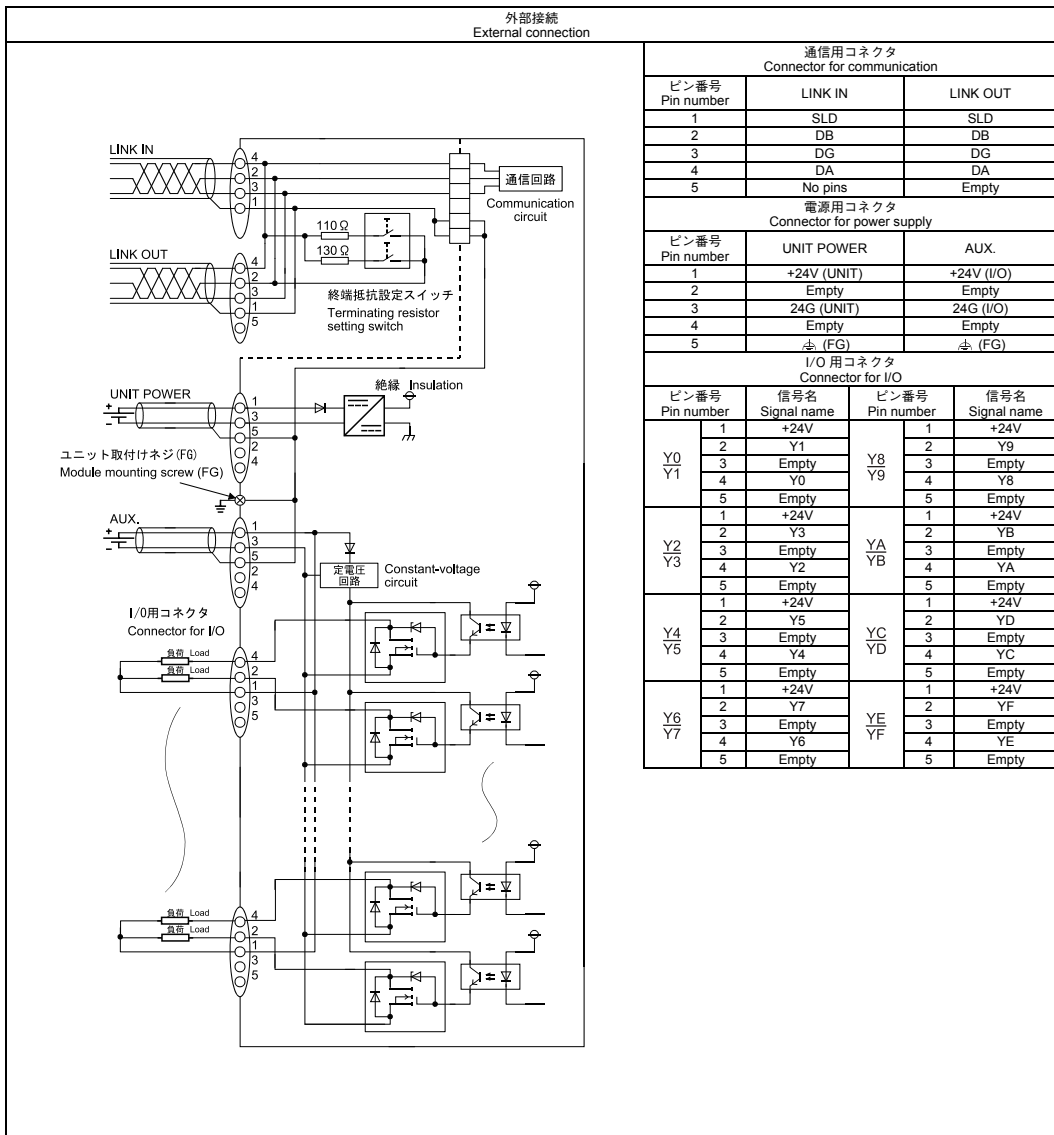 外部接続
External connection
LINK IN
4
2
3
1
通信回路
Communication
circuit
110 Ω
130 Ω
LINK OUT
4
2
3
1
5
終端抵抗設定スイッチ
Terminating resistor
setting switch
UNIT POWER
+
-
1
3
5
2
4
絶縁 Insulation
ユニット取付けネジ(FG)
Module mounting screw (FG)
AUX.
+
-
1
3
5
2
4
定電圧
回路
Constant-voltage
circuit
I/O用コネクタ
Connector for I/O
負荷 Load
負荷 Load
4
2
1
3
5
負荷 Load
負荷 Load
4
2
1
3
5
通信用コネクタ
Connector for communication
ピン番号
Pin number LINK IN LINK OUT
1 SLD SLD
2 DB DB
3 DG DG
4 DA DA
5 No pins Empty
電源用コネクタ
Connector for power supply
ピン番号
Pin number UNIT POWER AUX.
1 +24V (UNIT) +24V (I/O)
2 Empty Empty
3 24G (UNIT) 24G (I/O)
4 Empty Empty
5 (FG) (FG)
I/O 用コネクタ
Connector for I/O
ピン番号 信号名 ピン番号 信号名
Pin number Signal name Pin number Signal name
Y0
Y1
1 +24V
2 Y1
3 Empty
4 Y0
5 Empty
Y8
Y9
1 +24V
2 Y9
3 Empty
4 Y8
5 Empty
Y2
Y3
1 +24V
2 Y3
3 Empty
4 Y2
5 Empty
YA
YB
1 +24V
2 YB
3 Empty
4 YA
5 Empty
Y4
Y5
1 +24V
2 Y5
3 Empty
4 Y4
5 Empty
YC
YD
1 +24V
2 YD
3 Empty
4 YC
5 Empty
Y6
Y7
1 +24V
2 Y7
3 Empty
4 Y6
5 Empty
YE
YF
1 +24V
2 YF
3 Empty
4 YE
5 Empty